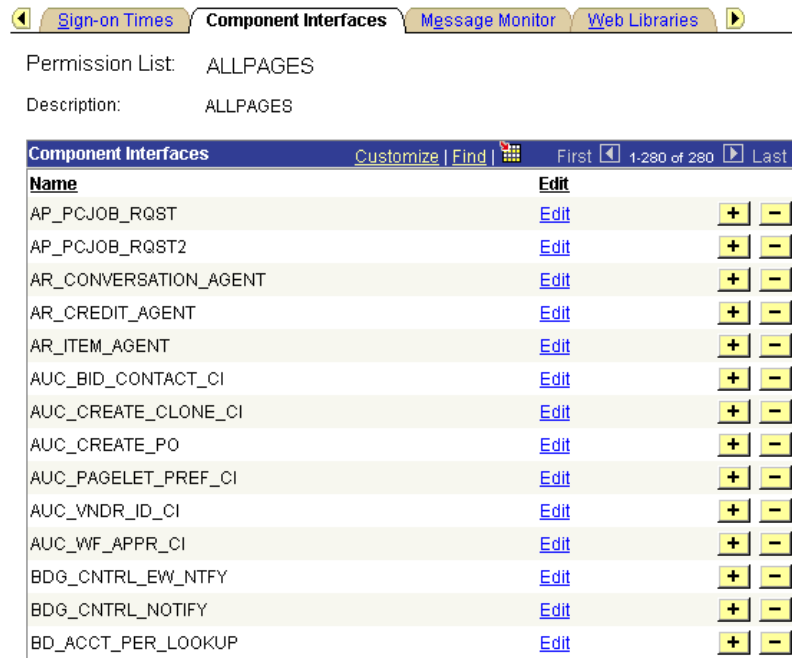 Sign-on Times Component Interfaces Message Monitor Web Libraries
Permission List: ALLPAGES
Description: ALLPAGES
Component Interfaces Customize | Find | First 1-280 of 280 Last
Name Edit
AP_PCJOB_RQST Edit + -
AP_PCJOB_RQST2 Edit + -
AR_CONVERSATION_AGENT Edit + -
AR_CREDIT_AGENT Edit + -
AR_ITEM_AGENT Edit + -
AUC_BID_CONTACT_CI Edit + -
AUC_CREATE_CLONE_CI Edit + -
AUC_CREATE_PO Edit + -
AUC_PAGELET_PREF_CI Edit + -
AUC_VNDR_ID_CI Edit + -
AUC_WF_APPR_CI Edit + -
BDG_CNTRL_EW_NTFY Edit + -
BDG_CNTRL_NOTIFY Edit + -
BD_ACCT_PER_LOOKUP Edit + -